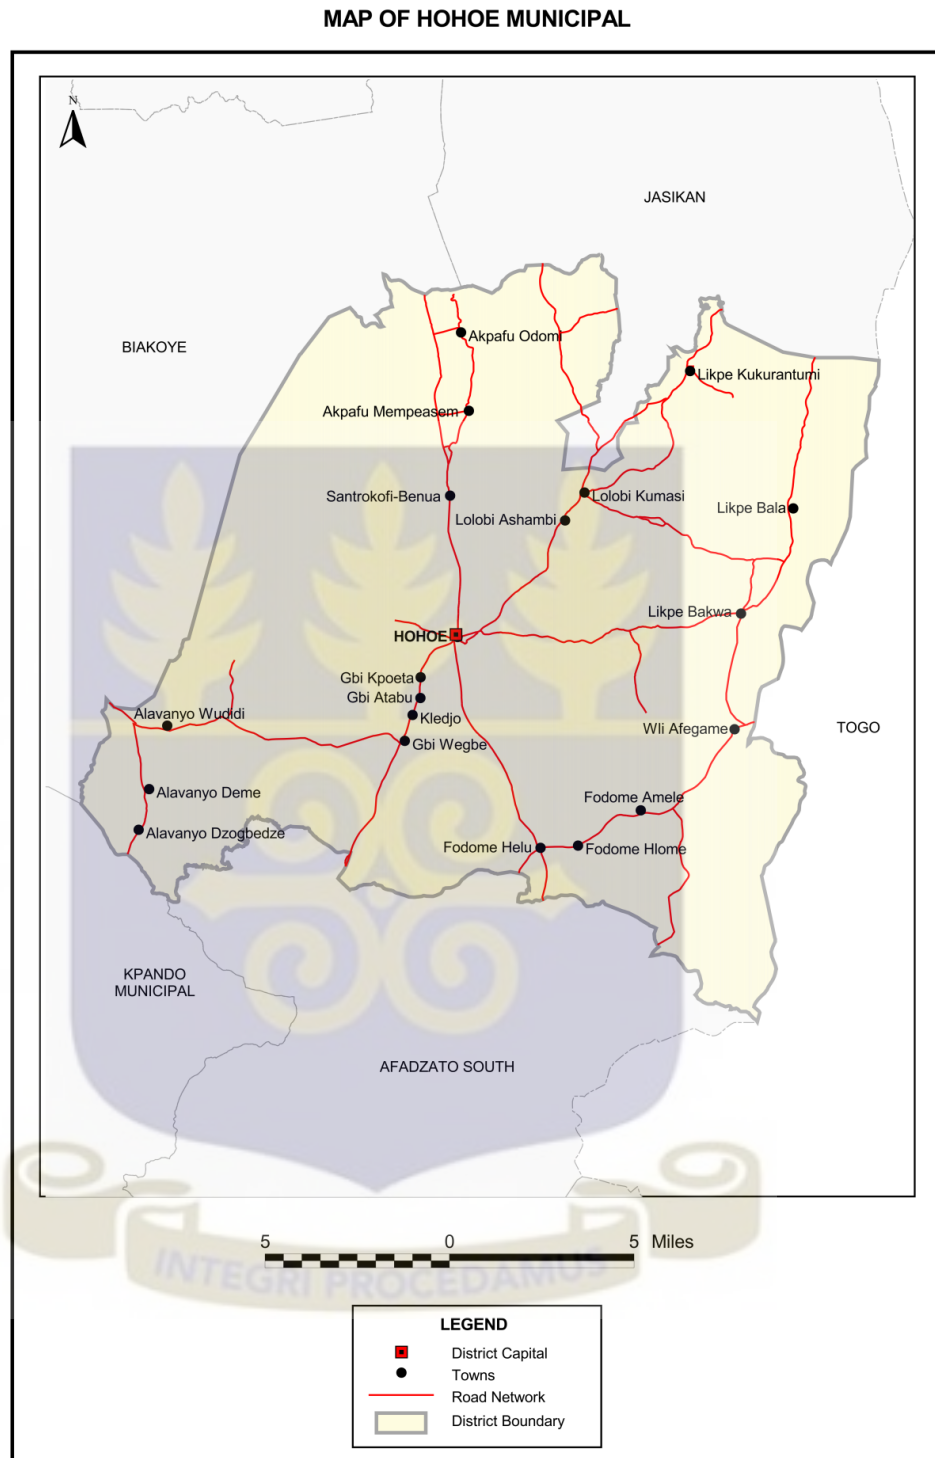 MAP OF HOHOE MUNICIPAL
N
JASIKAN
BIAKOYE
Akpafu Odomi
Likpe Kukurantumi
Akpafu Mempeasem
Santrokofi-Benua
Lolobi Kumasi
Lolobi Ashambi
Likpe Bala
Likpe Bakwa
HOHOE
Gbi Kpoeta
Gbi Atabu
Alavanyo Wudidi
Kledjo
Wli Afegame
TOGO
Gbi Wegbe
Alavanyo Deme
Fodome Amele
Alavanyo Dzogbedze
Fodome Helu
Fodome Hlome
KPANDO
MUNICIPAL
AFADZATO SOUTH
5 0 5 Miles
INTEGRI PROCEDAMUS
LEGEND
District Capital
Towns
Road Network
District Boundary